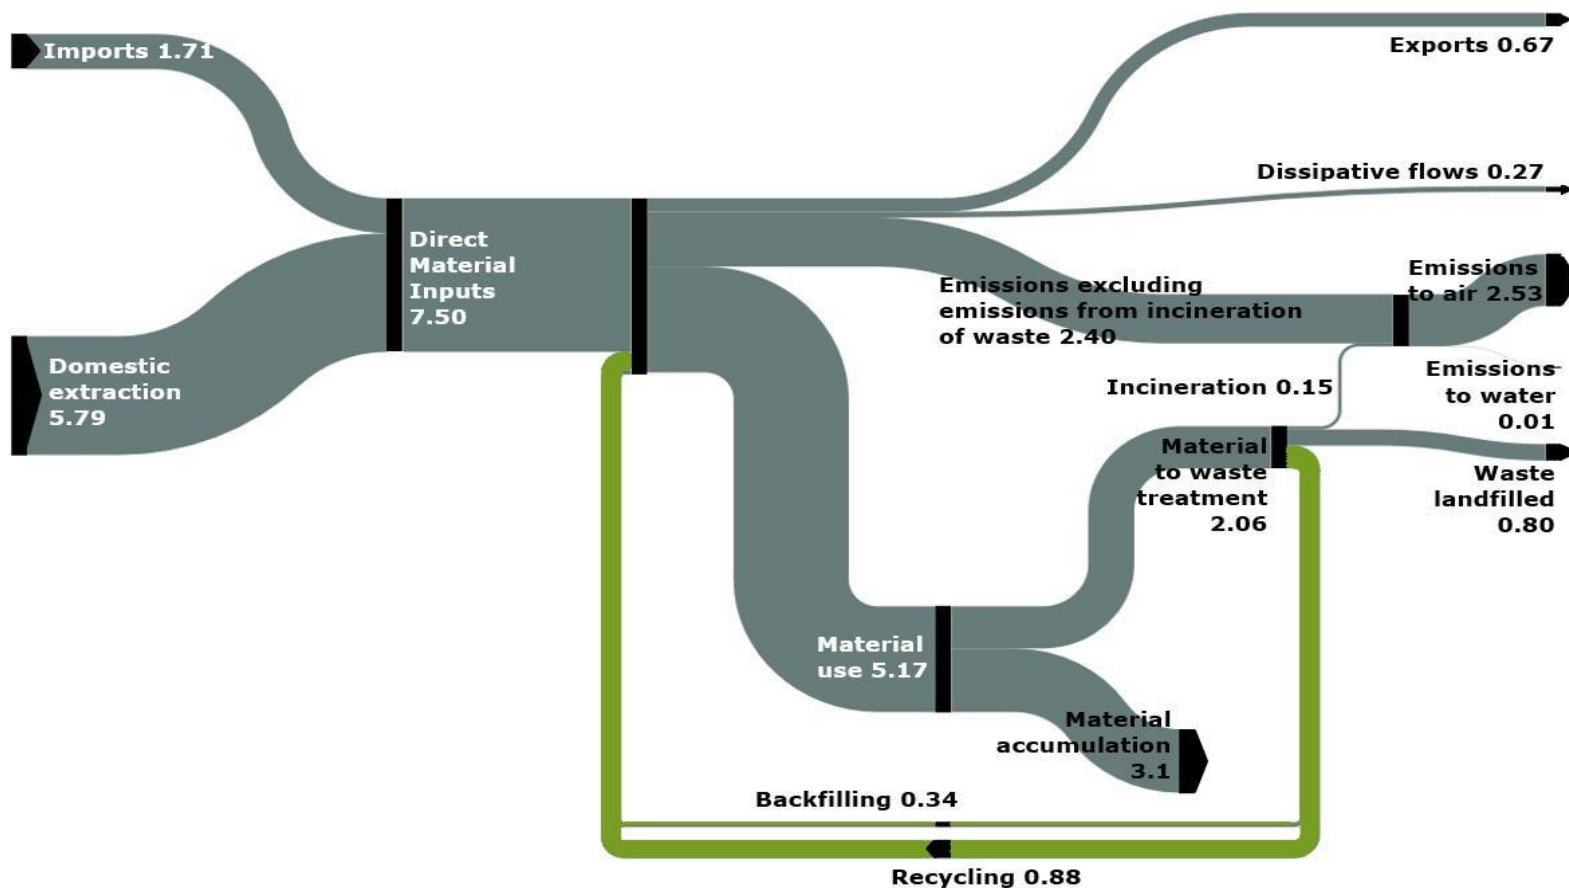 Imports 1.71
Exports 0.67
Dissipative flows 0.27
Direct
Material
Inputs
7.50
Emissions
to air 2.53
Emissions excluding
emissions from incineration
of waste 2.40
Domestic
extraction
5.79
Incineration 0.15
Emissions
to water
0.01
Material
to waste
treatment
2.06
Waste
landfilled
0.80
Material
use 5.17
Material
accumulation
3.1
Backfilling 0.34
Recycling 0.88